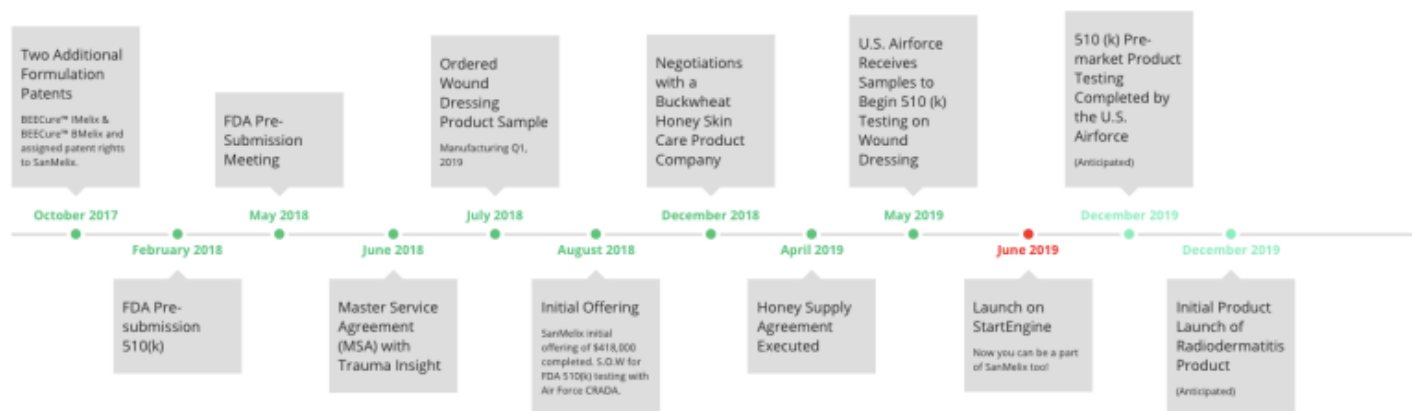 Two Additional
Formulation
Patents
BEECure™ IMelix &
BEECure™ BMelix and
assigned patent rights
to SanMelix.
October 2017
February 2018
FDA Pre-
submission
510(k)
FDA Pre-
Submission
Meeting
May 2018
June 2018
Master Service
Agreement
(MSA) with
Trauma Insight
Ordered
Wound
Dressing
Product Sample
Manufacturing Q1,
2019
July 2018
August 2018
Initial Offering
SanMelix initial
offering of $418,000
completed. S.O.W for
FDA 510(k) testing with
Air Force CRADA.
Negotiations
with a
Buckwheat
Honey Skin
Care Product
Company
December 2018
April 2019
Honey Supply
Agreement
Executed
U.S. Airforce
Receives
Samples to
Begin 510 (k)
Testing on
Wound
Dressing
May 2019
June 2019
Launch on
StartEngine
Now you can be a part
of SanMelix too!
510 (k) Pre-
market Product
Testing
Completed by
the U.S.
Airforce
(Anticipated)
December 2019
December 2019
Initial Product
Launch of
Radiodermatitis
Product
(Anticipated)